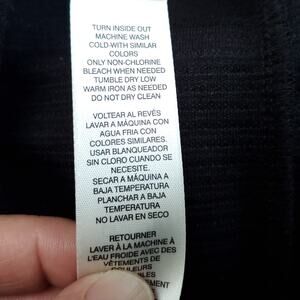 TURN INSIDE OUT
MACHINE WASH
COLD WITH SIMILAR
COLORS
ONLY NON-CHLORINE
BLEACH WHEN NEEDED
TUMBLE DRY LOW
WARM IRON AS NEEDED
DO NOT DRY CLEAN
VOLTEAR AL REVÉS
LAVAR A MÁQUINA CON
AGUA FRIA CON
COLORES SIMILARES.
USAR BLANQUEADOR
SIN CLORO CUANDO SE
NECESITE.
SECAR A MÁQUINA A
BAJA TEMPERATURA
PLANCHAR A BAJA
TEMPERATURA
NO LAVAR EN SECO
RETOURNER
LAVER À LA MACHINE À
L'EAU FROIDE AVEC DES
VÊTEMENTS DE
COULEURS